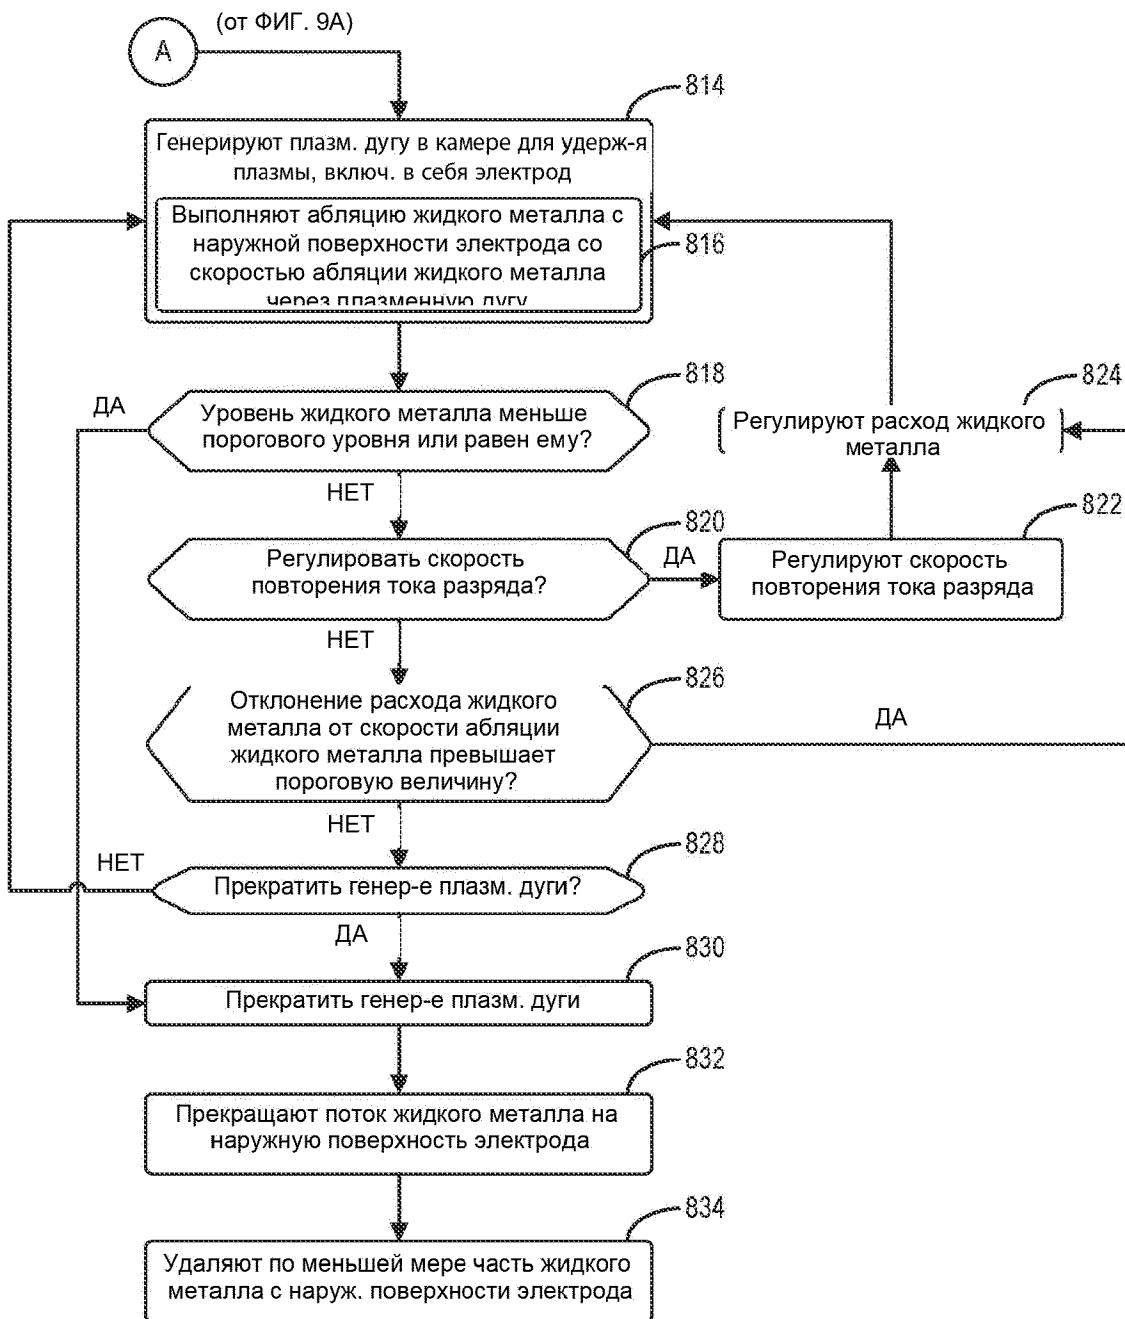 (от ФИГ. 9А)
А
814
Генерируют плазм. дугу в камере для удерж-я
плазмы, включ. в себя электрод
Выполняют абляцию жидкого металла с
наружной поверхности электрода со
скоростью абляции жидкого металла
через плазменную дугу
816
818
ДА
Уровень жидкого металла меньше
порогового уровня или равен ему?
824
Регулируют расход жидкого
металла
НЕТ
820
Регулировать скорость
повторения тока разряда?
ДА
822
Регулируют скорость
повторения тока разряда
НЕТ
826
Отклонение расхода жидкого
металла от скорости абляции
жидкого металла превышает
пороговую величину?
ДА
НЕТ
828
НЕТ
Прекратить генер-е плазм. дуги?
ДА
830
Прекратить генер-е плазм. дуги
832
Прекращают поток жидкого металла на
наружную поверхность электрода
834
Удаляют по меньшей мере часть жидкого
металла с наруж. поверхности электрода